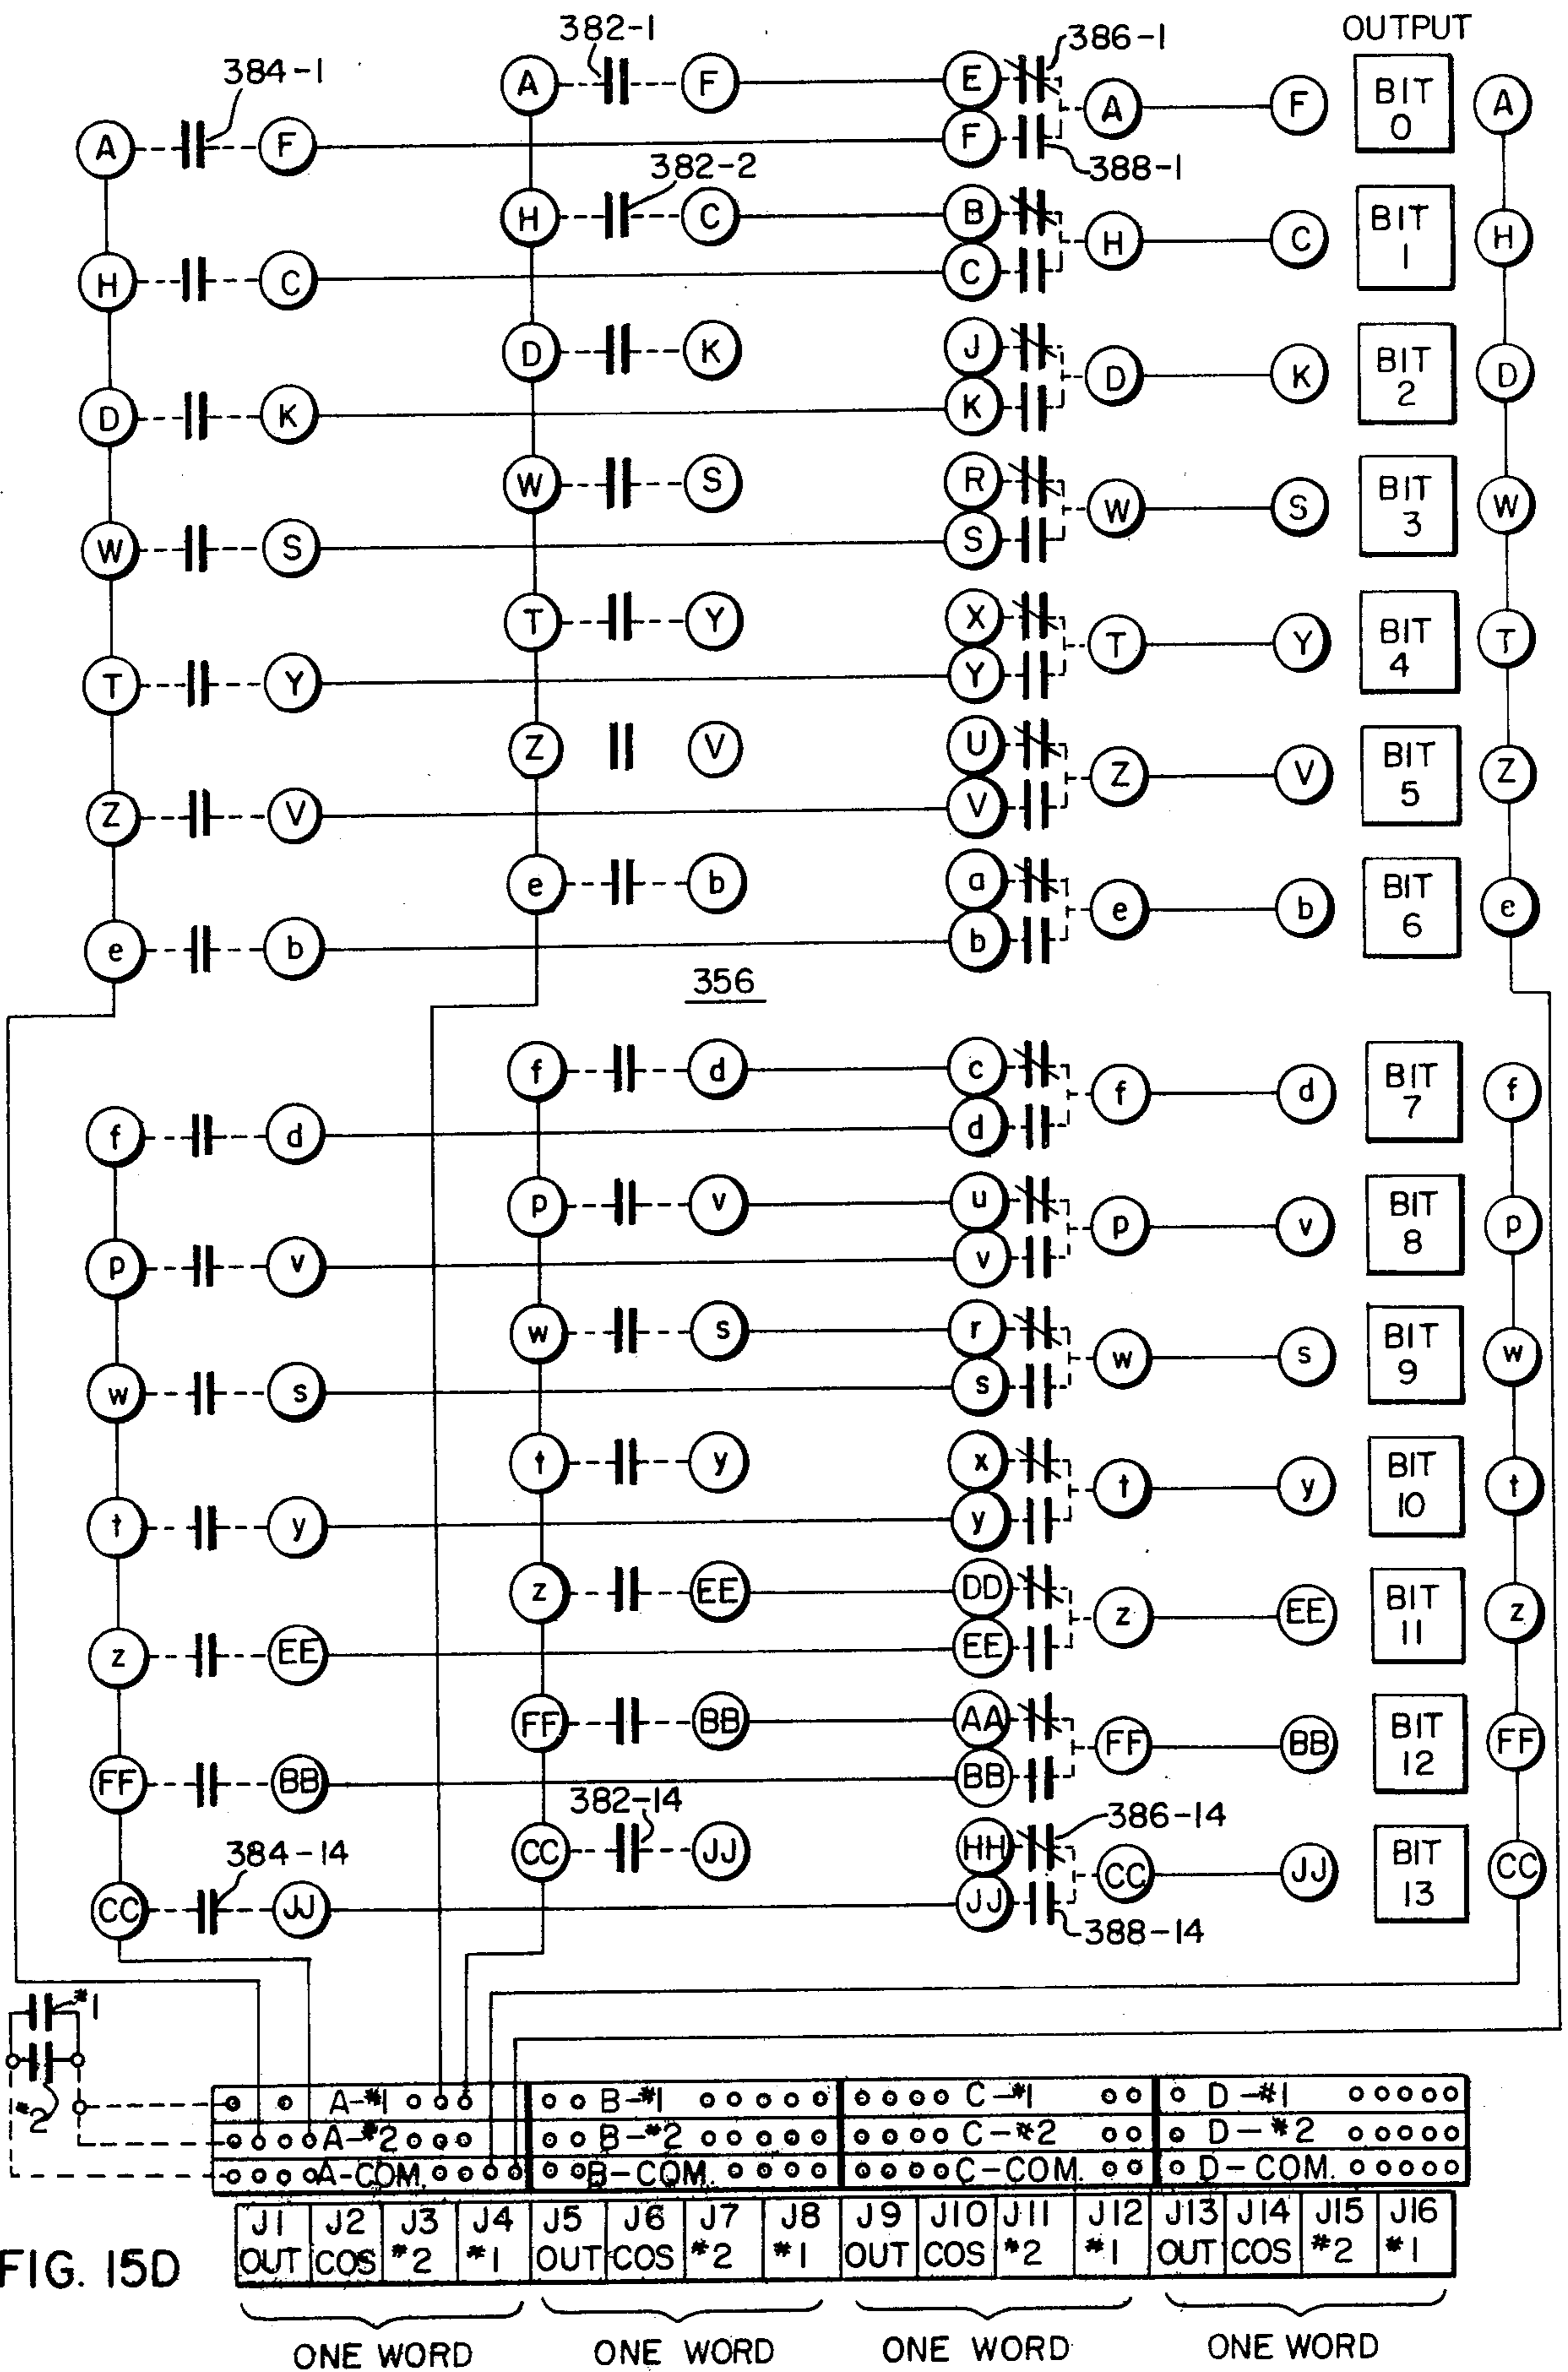 382-1 386-1 OUTPUT
384-1
A F E A F BIT 0 A
A F F
388-1
382-2
H C B H C BIT 1 H
H C C
D K J D K BIT 2 D
D K K
W S R W S BIT 3 W
W S S
T Y X T Y BIT 4 T
T Y Y
Z V U Z V BIT 5 Z
Z V V
e b a e b BIT 6 e
e b b
356
f d c f d BIT 7 f
f d d
p v u p v BIT 8 p
p v v
w s r w s BIT 9 w
w s s
t y x t y BIT 10 t
t y y
z EE DD z EE BIT 11 z
z EE EE
FF BB AA FF BB BIT 12 FF
FF BB BB
382-14 386-14
CC JJ HH CC JJ BIT 13 CC
384-14
CC JJ JJ
388-14
#1
#2
A-#1 B-#1 C-#1 D-#1
A-#2 B-#2 C-#2 D-#2
A-COM. B-COM. C-COM. D-COM.
J1 J2 J3 J4 J5 J6 J7 J8 J9 J10 J11 J12 J13 J14 J15 J16
OUT COS #2 #1 OUT COS #2 #1 OUT COS #2 #1 OUT COS #2 #1
FIG. 15D
ONE WORD ONE WORD ONE WORD ONE WORD